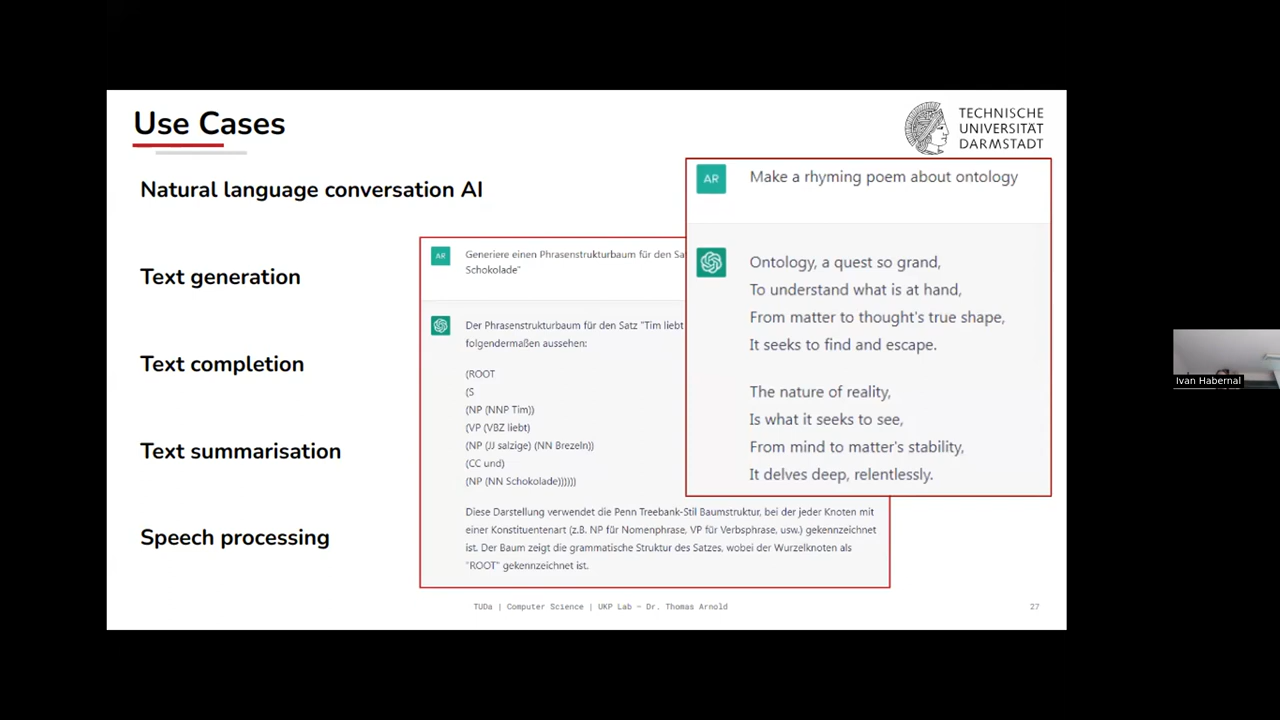 Use Cases
TECHNISCHE
UNIVERSITÄT
DARMSTADT
Natural language conversation AI
Text generation
Text completion
Text summarisation
Speech processing
AR
Generiere einen Phrasenstrukturbaum für den Sa
Schokolade"
Der Phrasenstrukturbaum für den Satz "Tim liebt
folgendermaßen aussehen:
(ROOT
(S
(NP (NNP Tim))
(VP (VBZ liebt)
(NP (JJ salzige) (NN Brezeln))
(CC und)
(NP (NN Schokolade))))))
Diese Darstellung verwendet die Penn Treebank-Stil Baumstruktur, bei der jeder Knoten mit
einer Konstituentenart (z.B. NP für Nomenphrase, VP für Verbsphrase, usw.) gekennzeichnet
ist. Der Baum zeigt die grammatische Struktur des Satzes, wobei der Wurzelknoten als
"ROOT" gekennzeichnet ist.
AR
Make a rhyming poem about ontology
Ontology, a quest so grand,
To understand what is at hand,
From matter to thought's true shape,
It seeks to find and escape.
The nature of reality,
Is what it seeks to see,
From mind to matter's stability,
It delves deep, relentlessly.
TUDa | Computer Science | UKP Lab – Dr. Thomas Arnold
27
Ivan Habernal